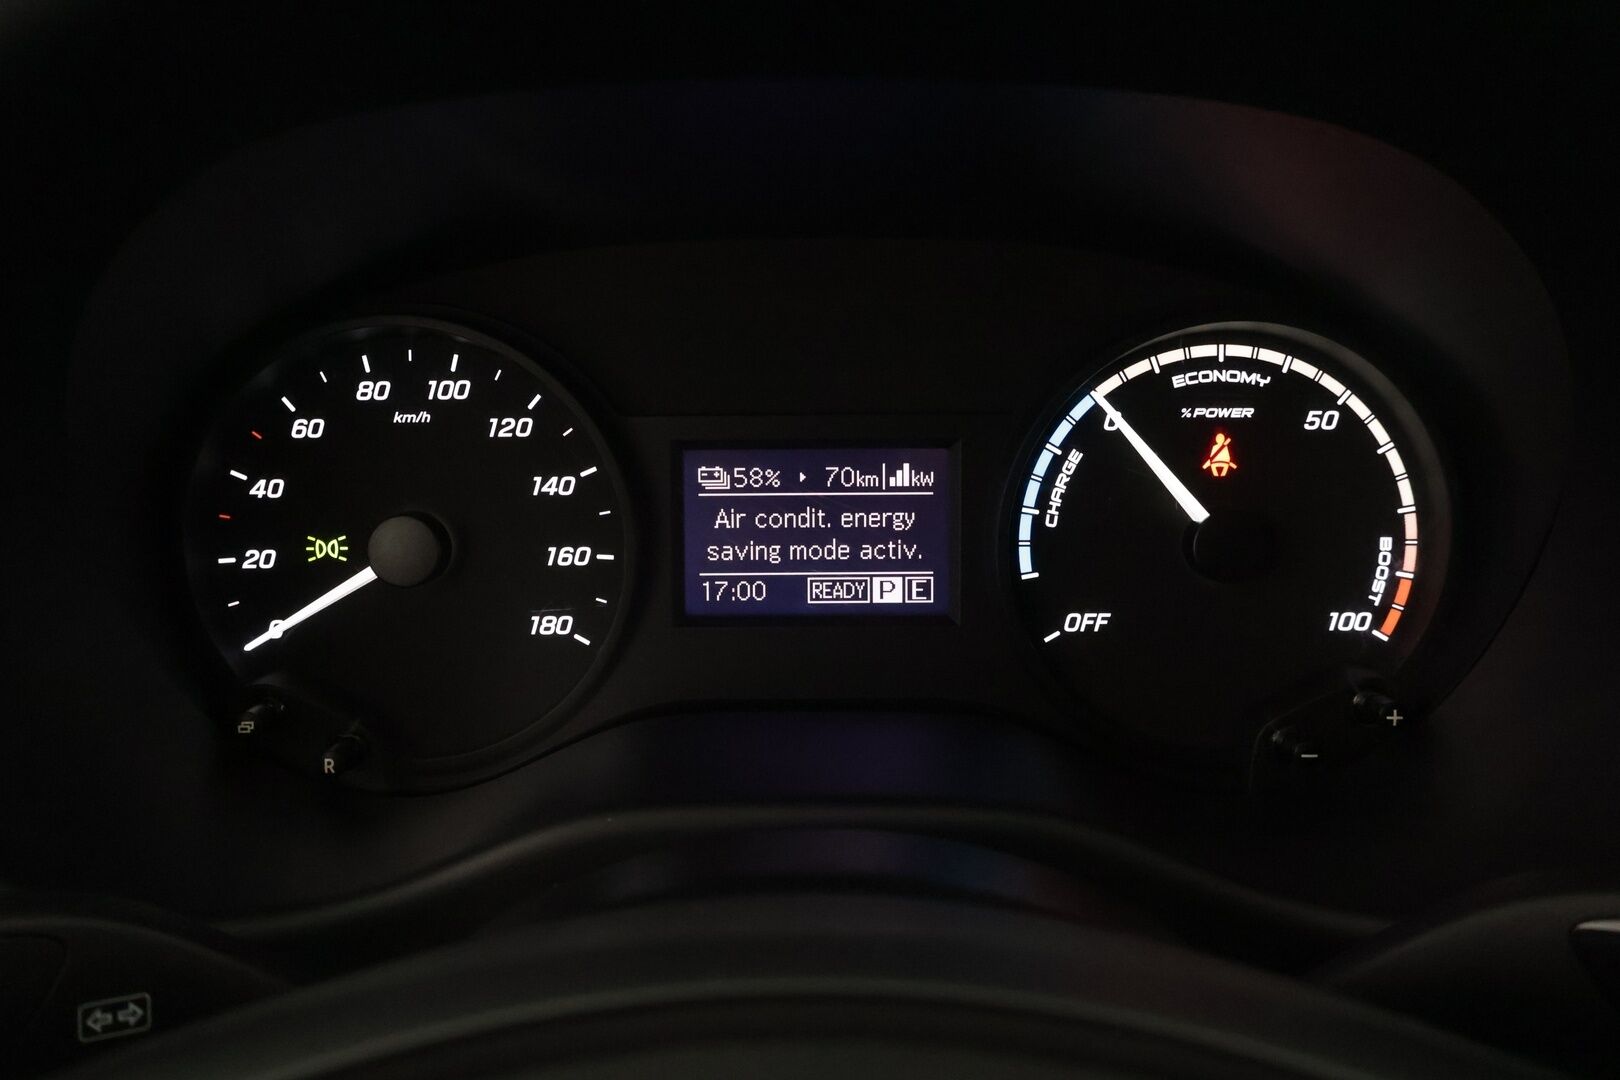 80 100
km/h
60 120
40 140
20 160
0 180
58% 70km kW
Air condit. energy
saving mode activ.
17:00 READY P E
ECONOMY
% POWER
0 50
CHARGE
BOOST
OFF 100
R
+
-